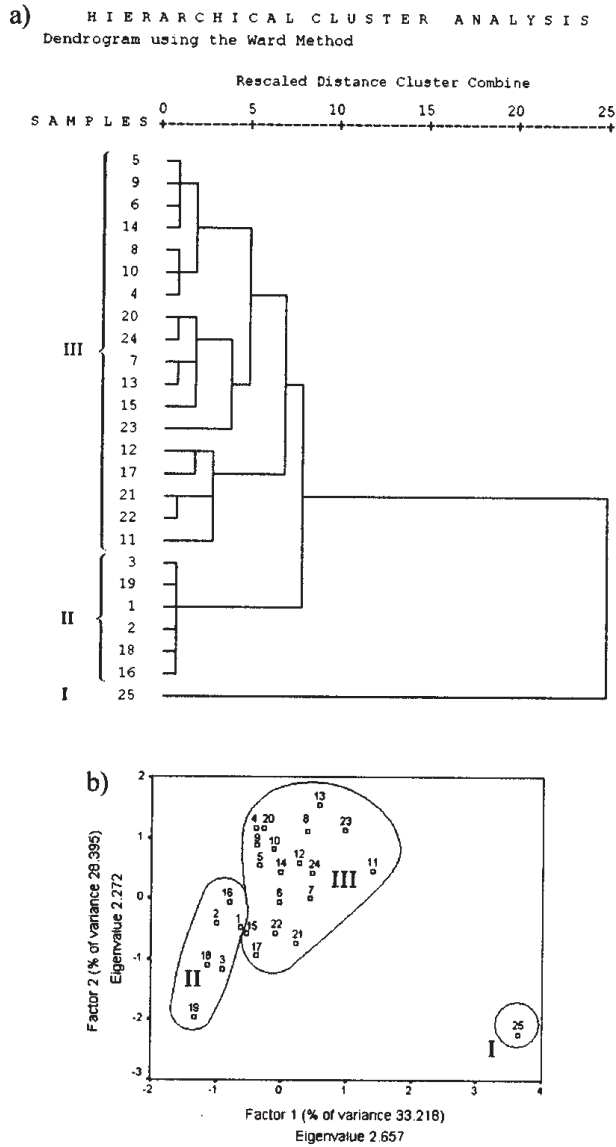 a)
H I E R A R C H I C A L C L U S T E R A N A L Y S I S
Dendrogram using the Ward Method
Rescaled Distance Cluster Combine
0 5 10 15 20 25
S A M P L E S
5
9
6
14
8
10
4
20
24
III
7
13
15
23
12
17
21
22
11
3
19
1
II
2
18
16
I
25
b)
2
13
4 20 8 23
1
9 10
5 14 12 24 III 11
0
16 6 7
2 1 15 22 21
-1
18 3 17
II
19
-2
25
I
-3
-2 -1 0 1 2 3 4
Factor 2 (% of variance 28.395)
Eigenvalue 2.272
Factor 1 (% of variance 33.218)
Eigenvalue 2.657